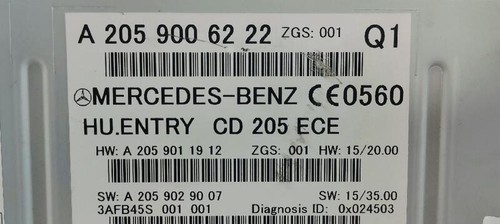 A 205 900 6222 ZGS: 001 Q1
MERCEDES-BENZ CE0560
HU.ENTRY CD 205 ECE
HW: A 205 901 19 12 ZGS: 001 HW: 15/20.00
SW: A 205 902 90 07 SW: 15/35.00
3AFB45S 001 001 Diagnosis ID: 0x024503